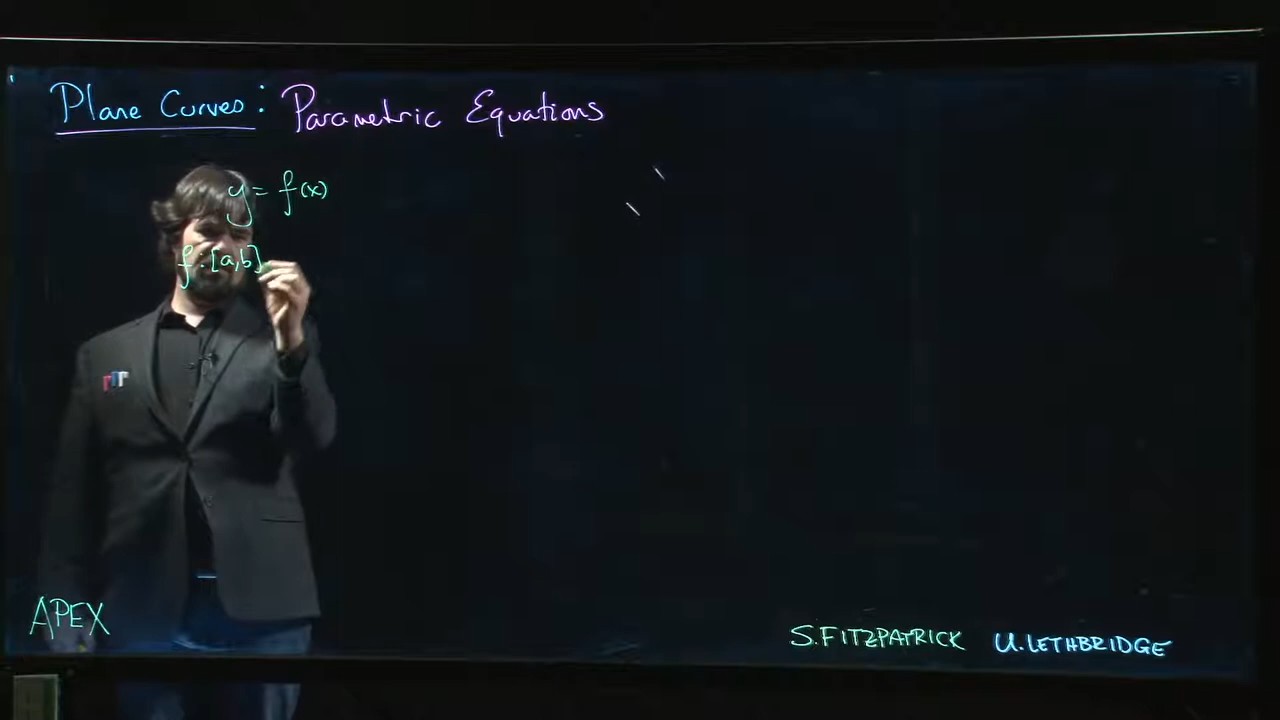 Plane Curves: Parametric Equations
y = f(x)
f: [a,b]
APEX
S.FITZPATRICK U.LETHBRIDGE